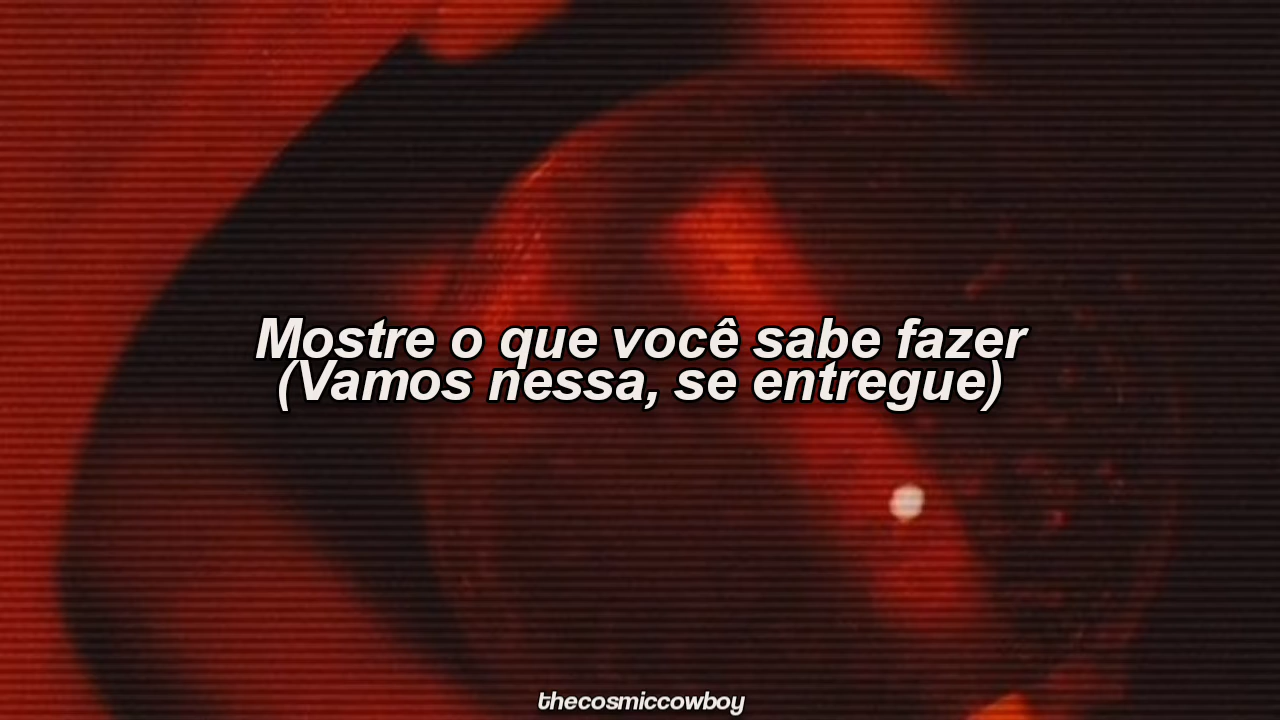 Mostre o que você sabe fazer
(Vamos nessa, se entregue)
thecosmiccowboy